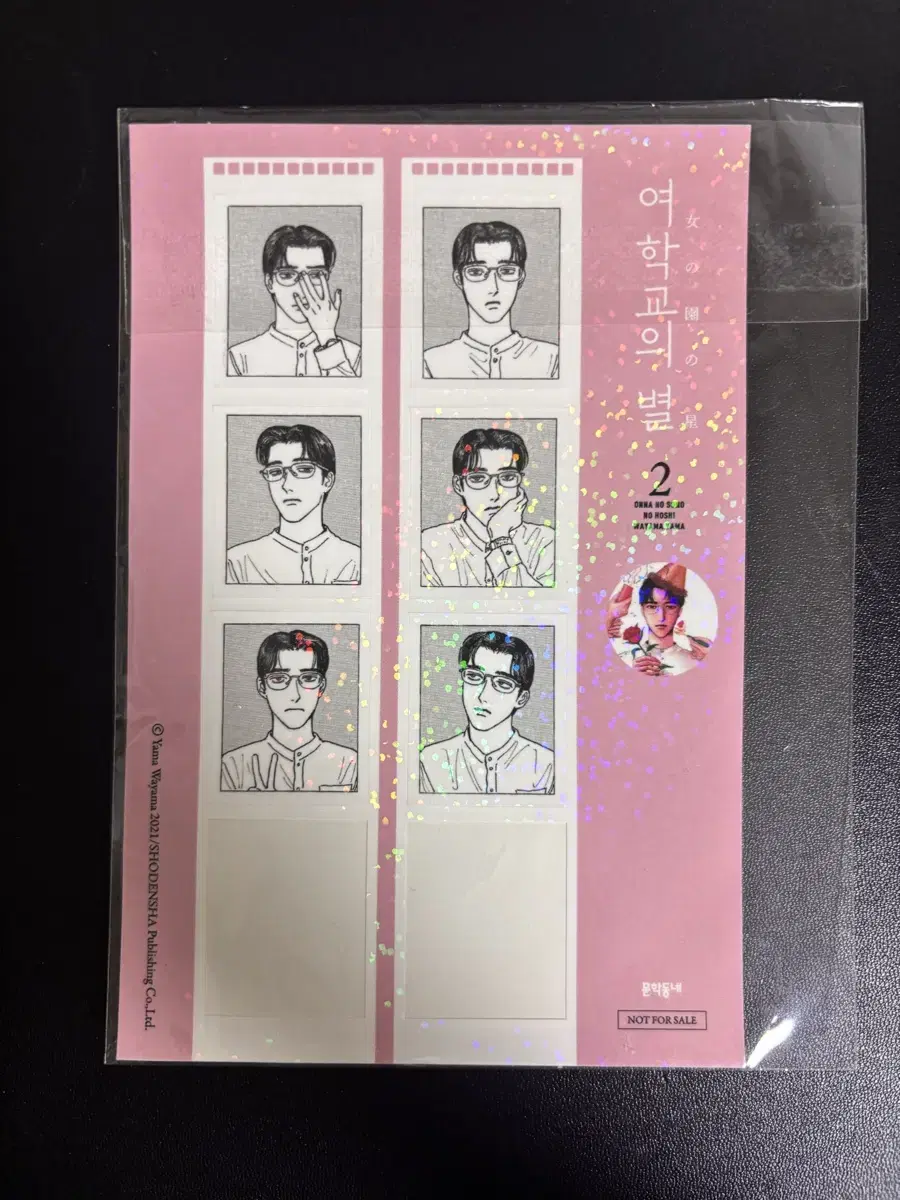 여학교의 별
女の園の星
2
ONNA NO SONO
NO HOSHI
WAYAMA YAMA
문학동네
NOT FOR SALE
© Yama Wayama 2021/SHODENSHA Publishing Co.,Ltd.